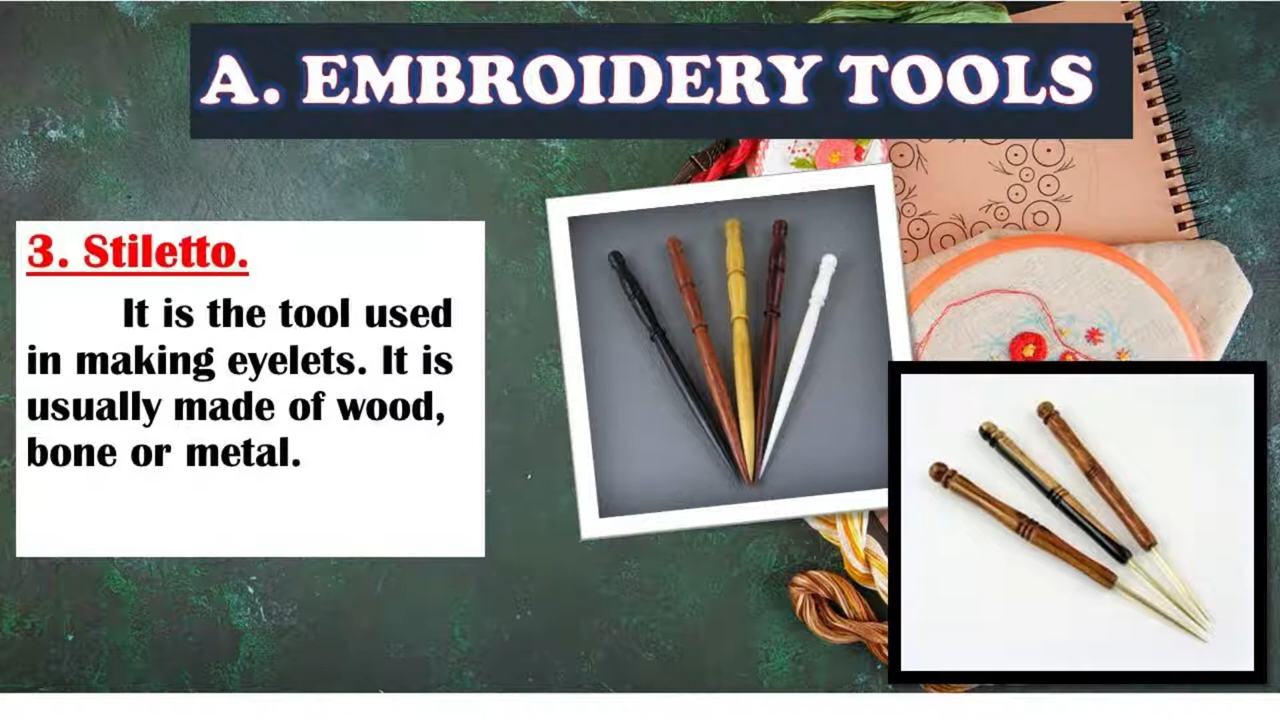 A. EMBROIDERY TOOLS
3. Stiletto.
It is the tool used
in making eyelets. It is
usually made of wood,
bone or metal.